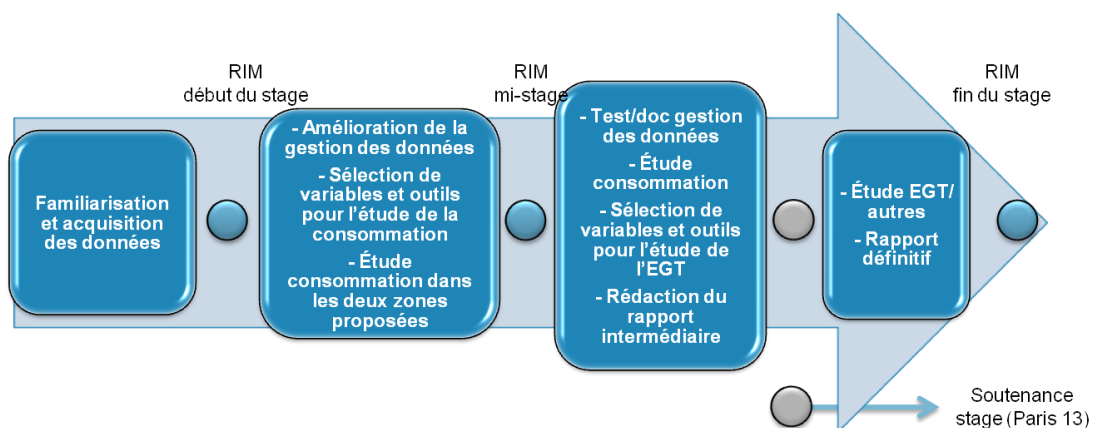 RIM
début du stage
RIM
mi-stage
RIM
fin du stage
Familiarisation
et acquisition
des données
- Amélioration de la
gestion des données
- Sélection de
variables et outils
pour l'étude de la
consommation
- Étude
consommation dans
les deux zones
proposées
- Test/doc gestion
des données
- Étude
consommation
- Sélection de
variables et outils
pour l'étude de
l'EGT
- Rédaction du
rapport
intermédiaire
- Étude EGT/
autres
- Rapport
définitif
Soutenance
stage (Paris 13)